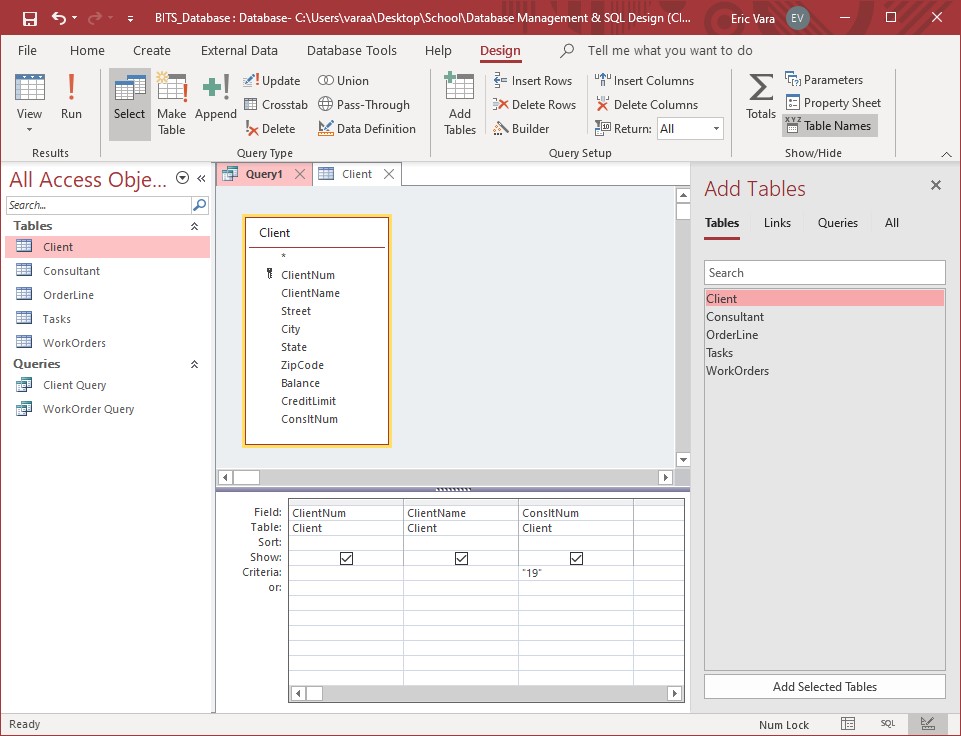 BITS_Database : Database- C:\Users\varaa\Desktop\School\Database Management & SQL Design (Cl... Eric Vara EV
File Home Create External Data Database Tools Help Design Tell me what you want to do
View Run Select Make Table Append Update Crosstab Delete Union Pass-Through Data Definition Add Tables Insert Rows Delete Rows Builder Insert Columns Delete Columns Return: All Totals XYZ Parameters Property Sheet Table Names
Results Query Type Query Setup Show/Hide
All Access Obje...
Search...
Tables
Client
Consultant
OrderLine
Tasks
WorkOrders
Queries
Client Query
WorkOrder Query
Query1 Client
Client
*
ClientNum
ClientName
Street
City
State
ZipCode
Balance
CreditLimit
ConsltNum
Field: ClientNum ClientName ConsltNum
Table: Client Client Client
Sort:
Show:
Criteria: "19"
or:
Add Tables
Tables Links Queries All
Search
Client
Consultant
OrderLine
Tasks
WorkOrders
Add Selected Tables
Ready Num Lock SQL